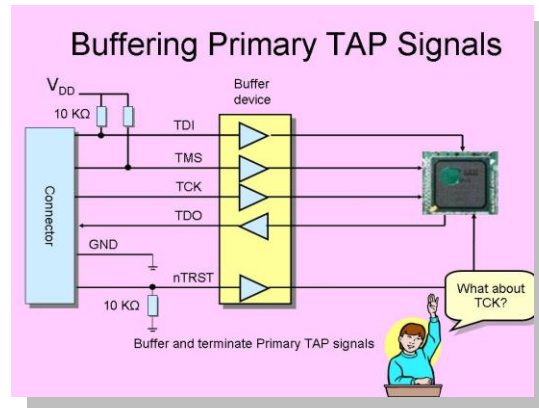 Buffering Primary TAP Signals
VDD
Buffer
device
10 KΩ
TDI
TMS
TCK
TDO
Connector
GND
nTRST
10 KΩ
What about
TCK?
Buffer and terminate Primary TAP signals